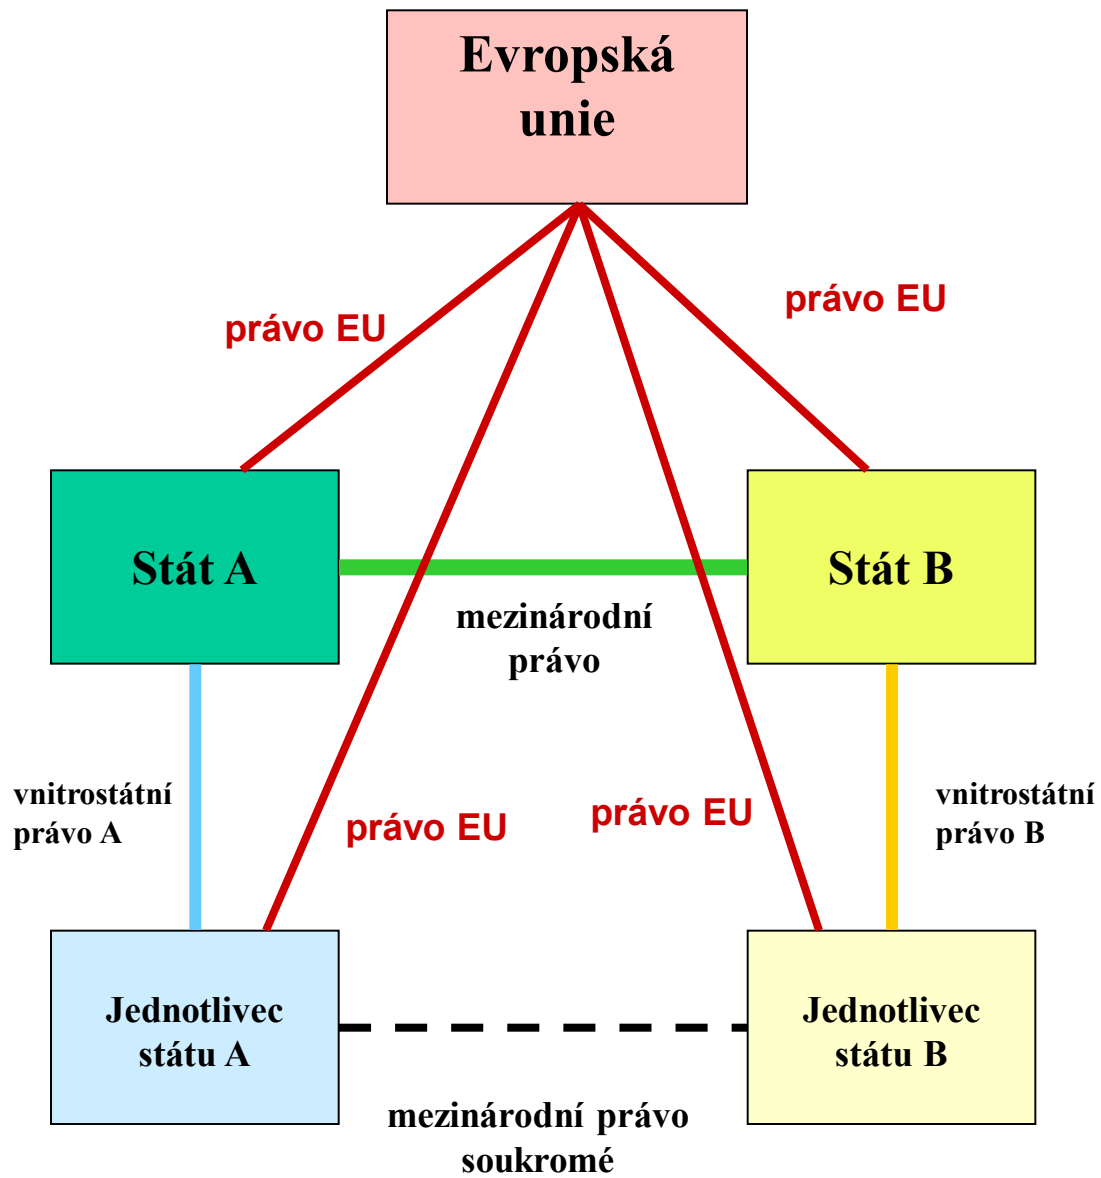 Evropská
unie
právo EU
právo EU
Stát A
Stát B
mezinárodní
právo
vnitrostátní
právo A
právo EU
právo EU
vnitrostátní
právo B
Jednotlivec
státu A
Jednotlivec
státu B
mezinárodní právo
soukromé